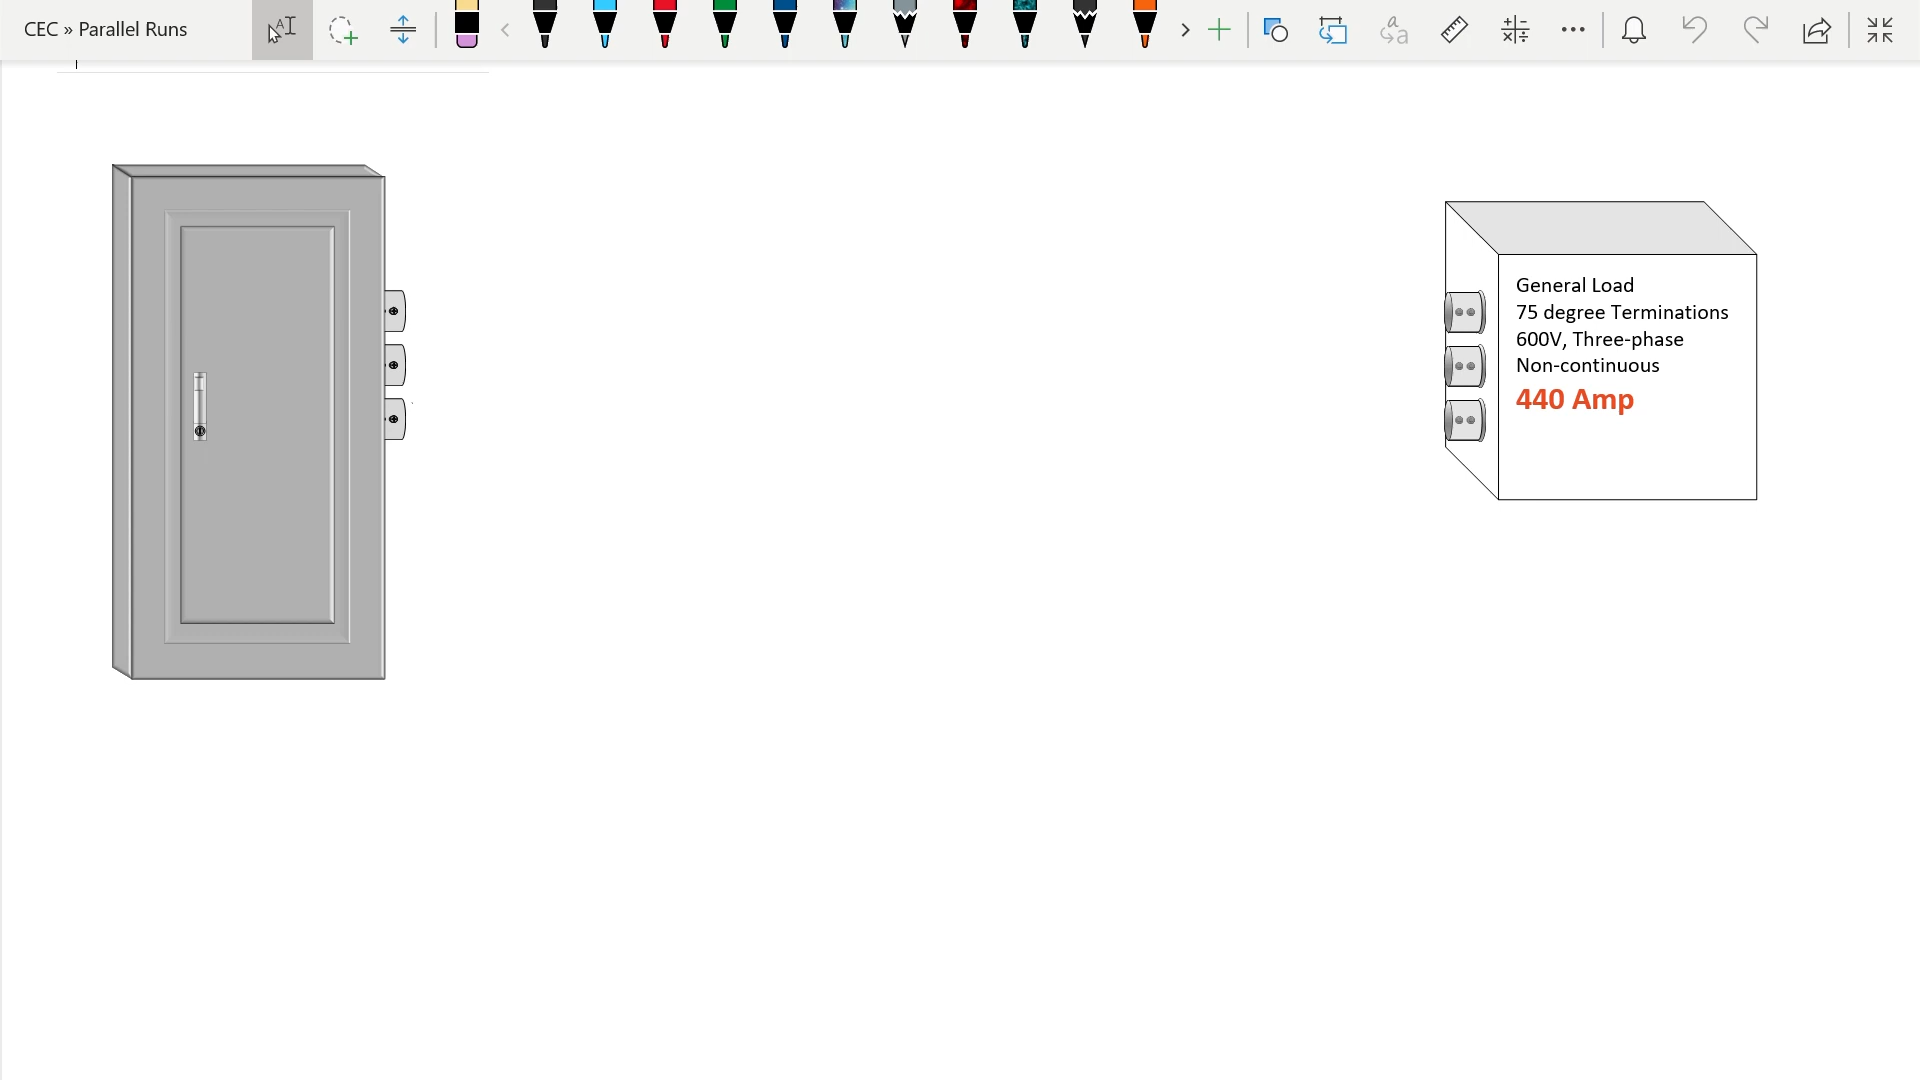 CEC » Parallel Runs
General Load
75 degree Terminations
600V, Three-phase
Non-continuous
440 Amp